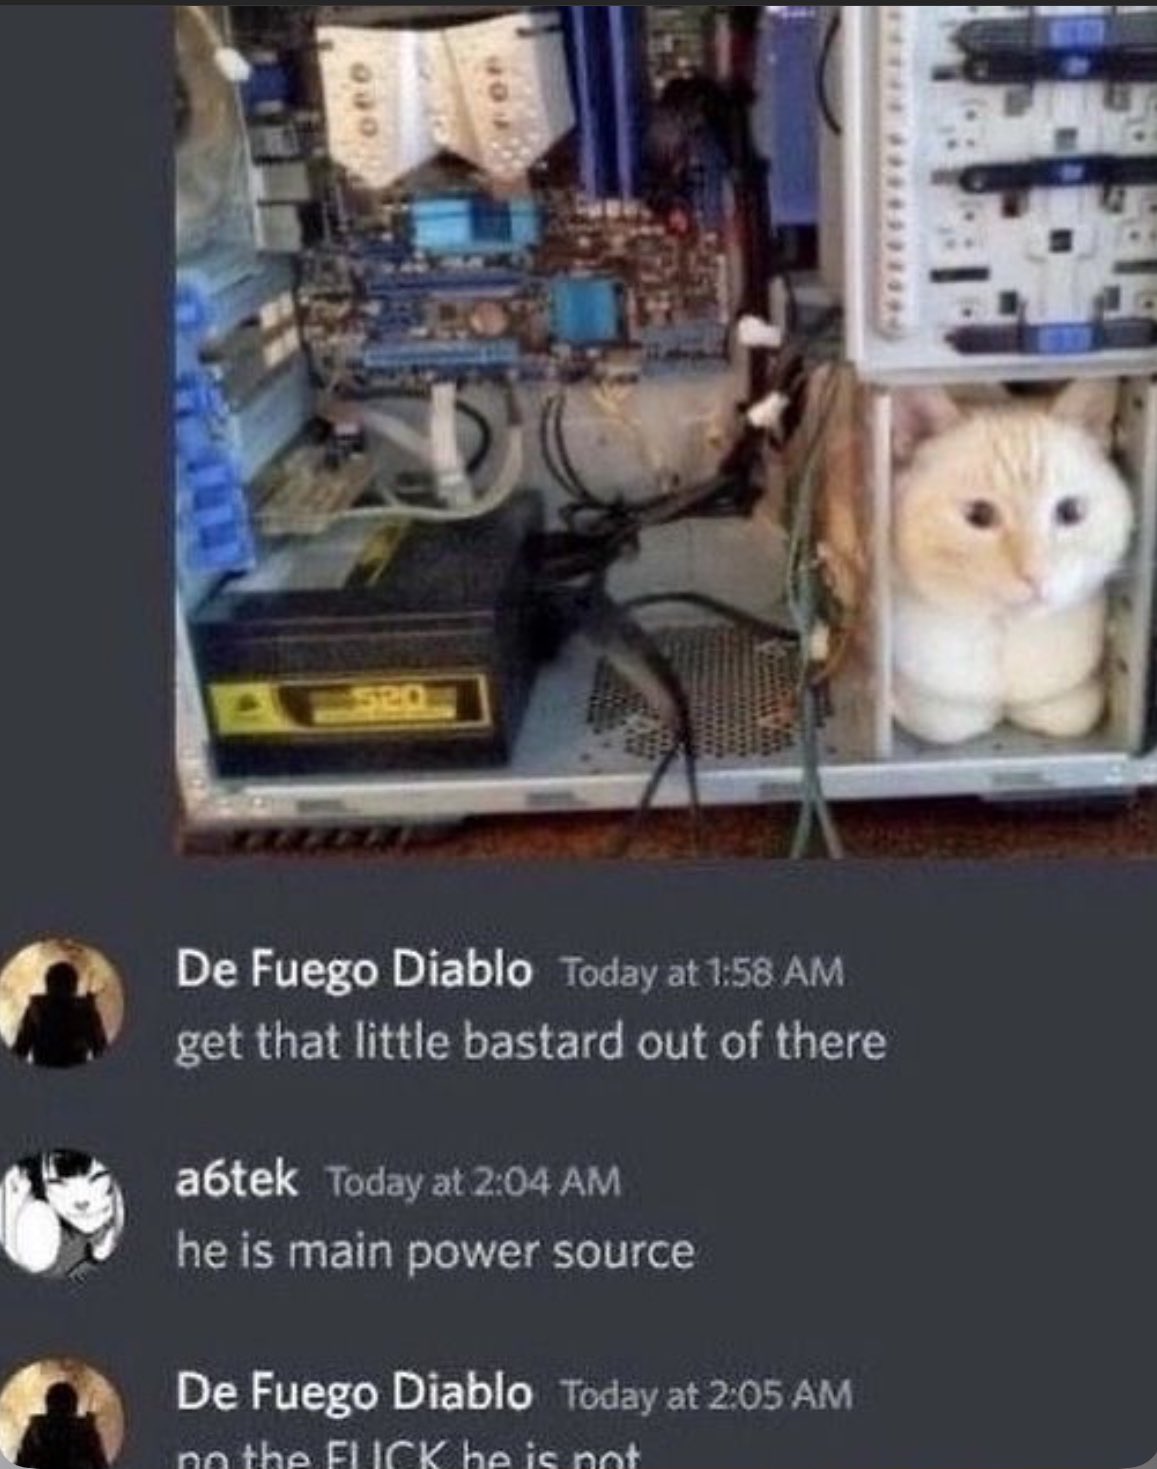 520
De Fuego Diablo Today at 1:58 AM
get that little bastard out of there
a6tek Today at 2:04 AM
he is main power source
De Fuego Diablo Today at 2:05 AM
no the FUCK he is not